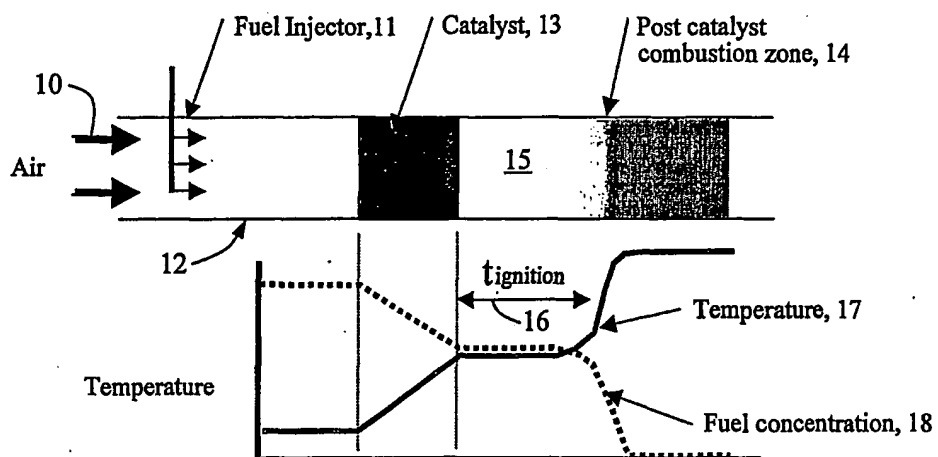 Fuel Injector,11
Catalyst, 13
Post catalyst
combustion zone, 14
10
Air
15
12
tignition
16
Temperature, 17
Temperature
Fuel concentration, 18